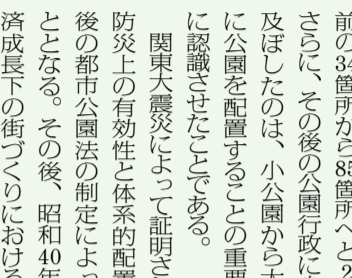 前の34箇所から85箇所へと
さらに、その後の公園行政に
及ぼしたのは、小公園から大
に公園を配置することの重要
に認識させたことである。
関東大震災によって証明さ
防災上の有効性と体系的配置
後の都市公園法の制定によっ
ととなる。その後、昭和40年
済成長下の街づくりにおける